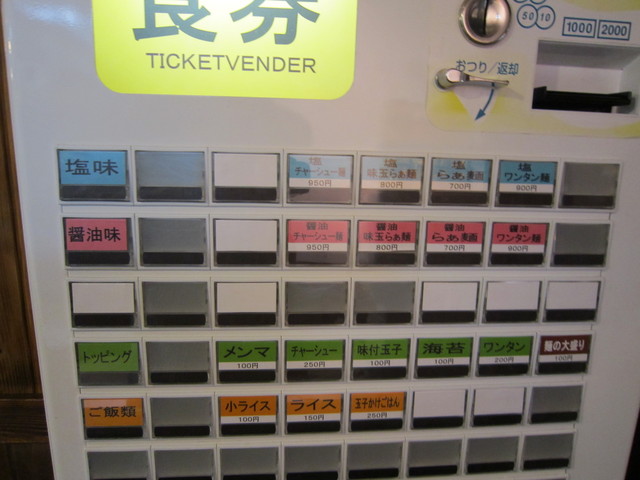 食券
TICKETVENDER
50 10
1000 2000
おつり/返却
塩味
塩
チャーシュー麺
950円
塩
味玉らぁ麺
800円
塩
らぁ麺
700円
塩
ワンタン麺
900円
醤油味
醤油
チャーシュー麺
950円
醤油
味玉らぁ麺
800円
醤油
らぁ麺
700円
醤油
ワンタン麺
900円
トッピング
メンマ
100円
チャーシュー
250円
味付玉子
100円
海苔
100円
ワンタン
200円
麺の大盛り
100円
ご飯類
小ライス
100円
ライス
150円
玉子かけごはん
250円